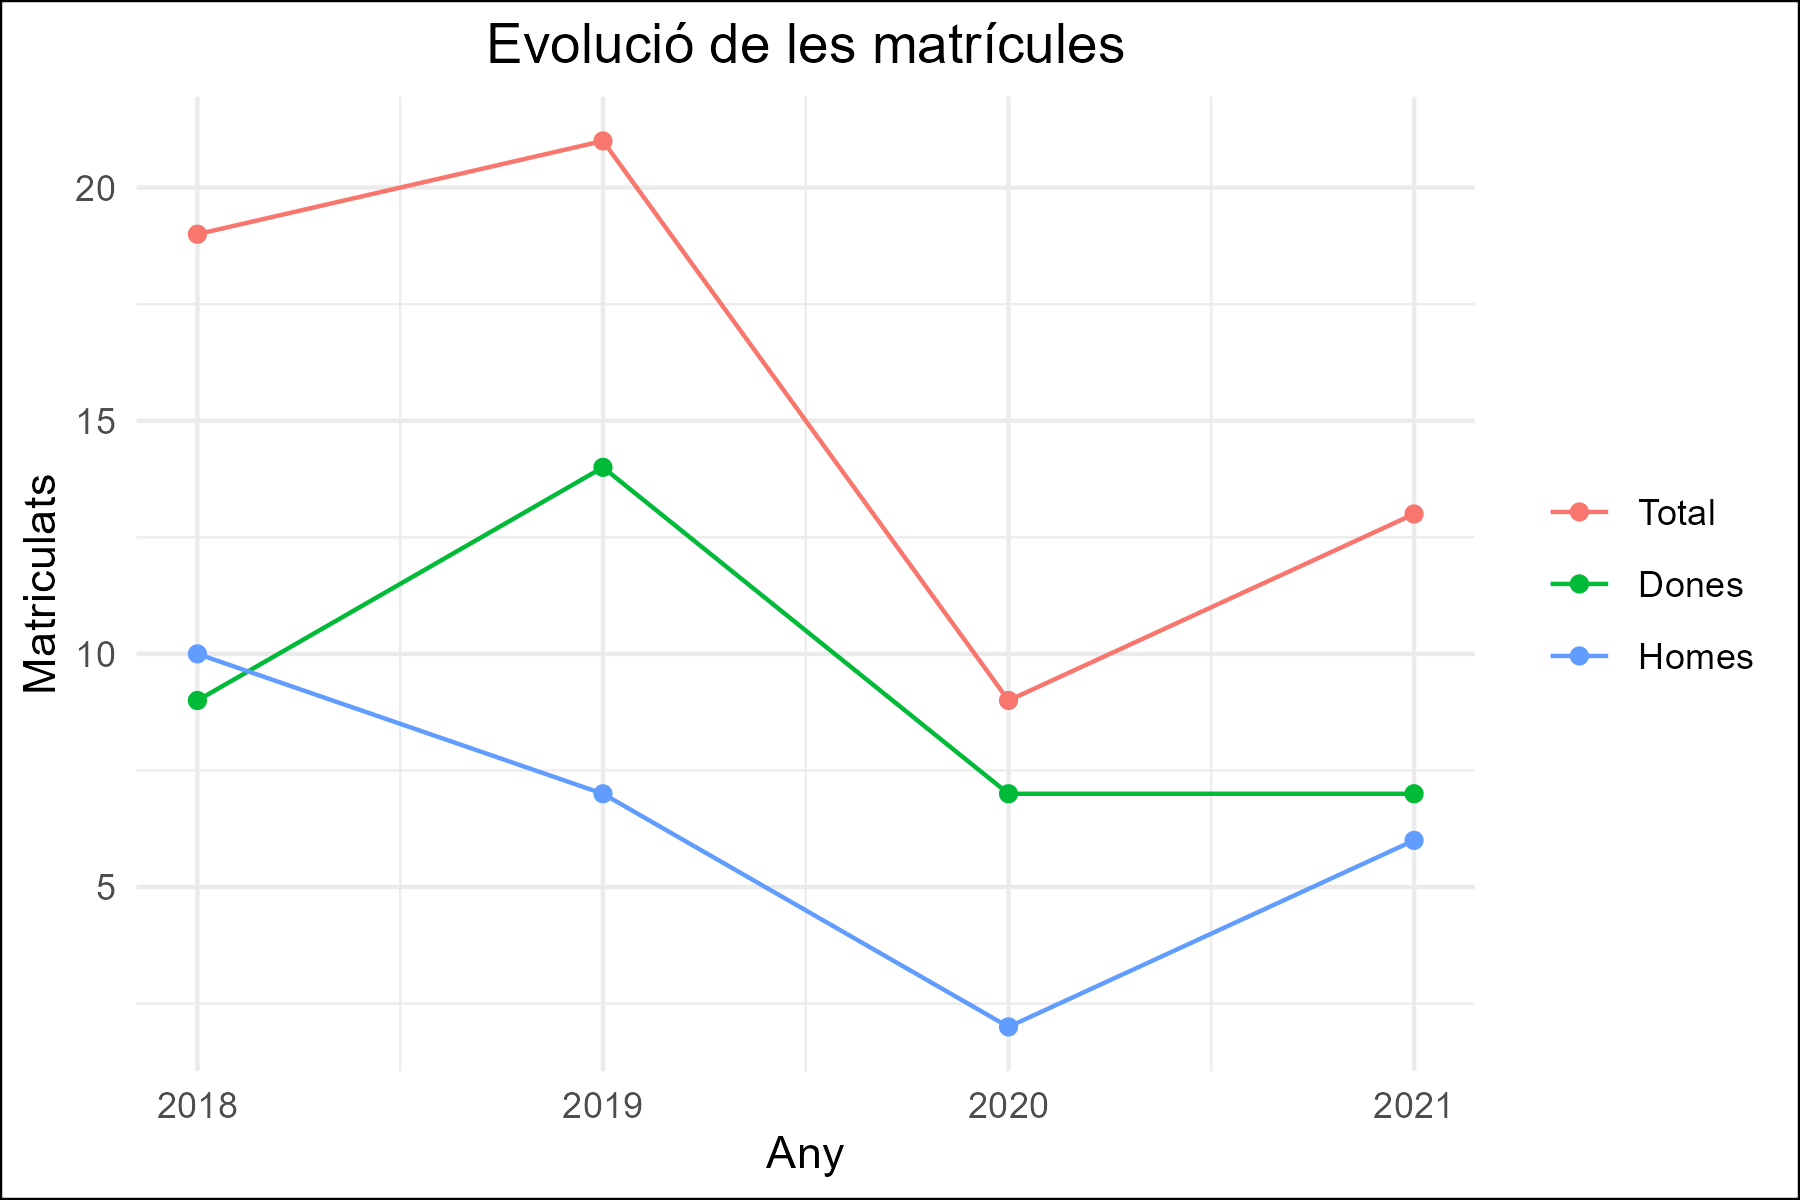 Evolució de les matrícules
Matriculats
20
15
10
5
2018
2019
2020
2021
Any
Total
Dones
Homes